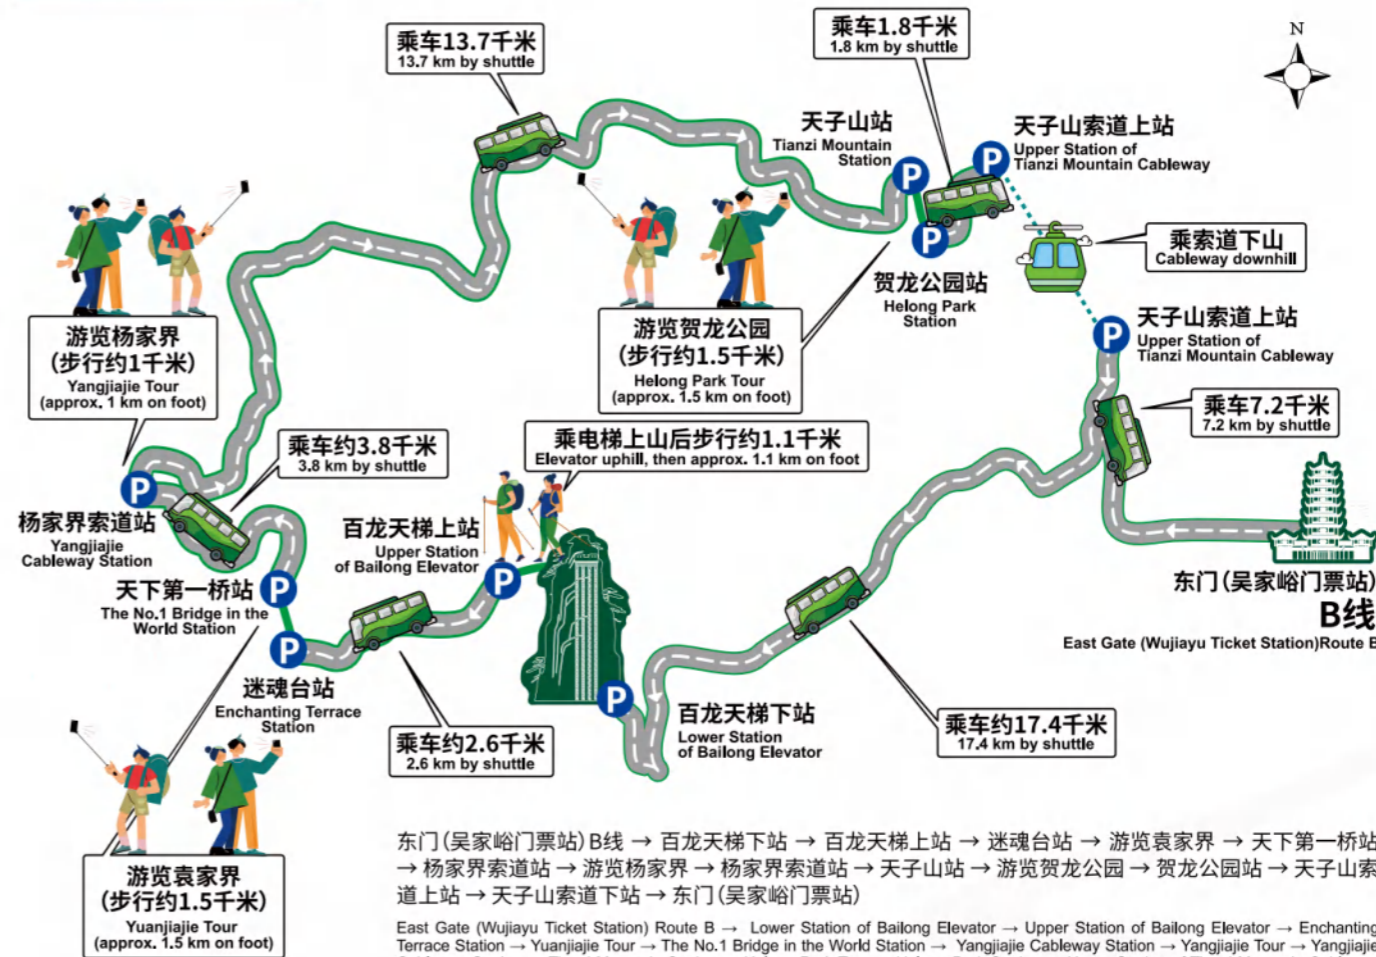 乘车13.7千米
13.7 km by shuttle
乘车1.8千米
1.8 km by shuttle
N
天子山站
Tianzi Mountain
Station
天子山索道上站
Upper Station of
Tianzi Mountain Cableway
P
P
P
乘索道下山
Cableway downhill
贺龙公园站
Helong Park
Station
游览杨家界
(步行约1千米)
Yangjiajie Tour
(approx. 1 km on foot)
游览贺龙公园
(步行约1.5千米)
Helong Park Tour
(approx. 1.5 km on foot)
P
天子山索道上站
Upper Station of
Tianzi Mountain Cableway
乘车7.2千米
7.2 km by shuttle
乘车约3.8千米
3.8 km by shuttle
乘电梯上山后步行约1.1千米
Elevator uphill, then approx. 1.1 km on foot
P
杨家界索道站
Yangjiajie
Cableway Station
百龙天梯上站
Upper Station
of Bailong Elevator
P
天下第一桥站
The No.1 Bridge in the
World Station
P
P
迷魂台站
Enchanting Terrace
Station
东门(吴家峪门票站)
B线
East Gate (Wujiayu Ticket Station)Route B
P
百龙天梯下站
Lower Station
of Bailong Elevator
乘车约2.6千米
2.6 km by shuttle
乘车约17.4千米
17.4 km by shuttle
游览袁家界
(步行约1.5千米)
Yuanjiajie Tour
(approx. 1.5 km on foot)
东门(吴家峪门票站)B线 → 百龙天梯下站 → 百龙天梯上站 → 迷魂台站 → 游览袁家界 → 天下第一桥站
→ 杨家界索道站 → 游览杨家界 → 杨家界索道站 → 天子山站 → 游览贺龙公园 → 贺龙公园站 → 天子山索
道上站 → 天子山索道下站 → 东门(吴家峪门票站)
East Gate (Wujiayu Ticket Station) Route B → Lower Station of Bailong Elevator → Upper Station of Bailong Elevator → Enchanting
Terrace Station → Yuanjiajie Tour → The No.1 Bridge in the World Station → Yangjiajie Cableway Station → Yangjiajie Tour → Yangjiajie